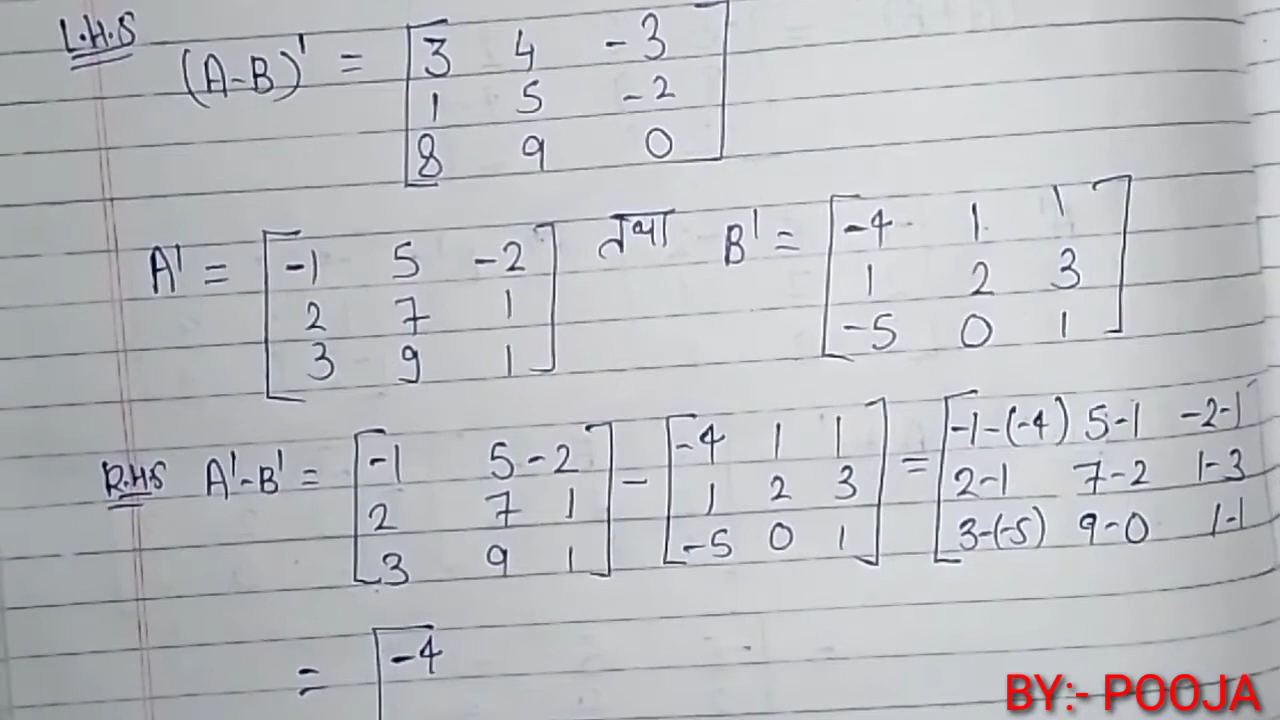 L.H.S
(A-B)' = [3 4 -3
1 5 -2
8 9 0]
A' = [-1 5 -2
2 7 1
3 9 1] तथा B' = [-4 1 1
1 2 3
-5 0 1]
R.H.S A'-B' = [-1 5 -2
2 7 1
3 9 1] - [-4 1 1
1 2 3
-5 0 1] = [-1-(-4) 5-1 -2-1
2-1 7-2 1-3
3-(-5) 9-0 1-1]
= [-4
BY:- POOJA